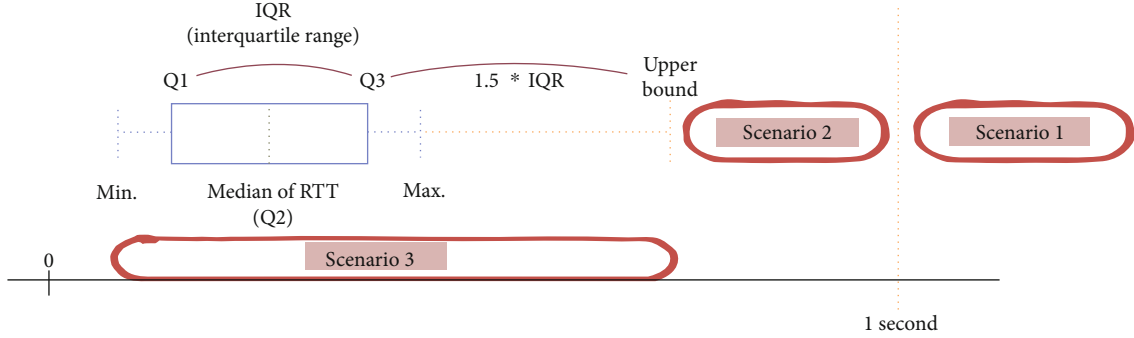 IQR
(interquartile range)
Q1
Q3
1.5 * IQR
Upper
bound
Scenario 2
Scenario 1
Min.
Median of RTT
(Q2)
Max.
0
Scenario 3
1 second